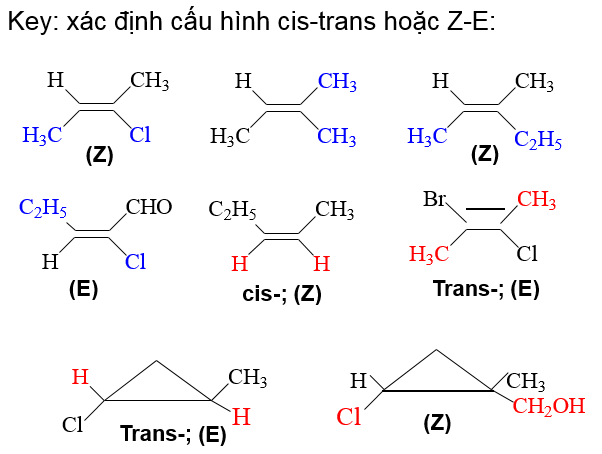 Key: xác định cấu hình cis-trans hoặc Z-E:
H CH₃
H₃C Cl
(Z)
H CH₃
H₃C CH₃
H CH₃
H₃C C₂H₅
(Z)
C₂H₅ CHO
H Cl
(E)
C₂H₅ CH₃
H H
cis-; (Z)
Br CH₃
H₃C Cl
Trans-; (E)
H CH₃
Cl H
Trans-; (E)
H CH₃
Cl CH₂OH
(Z)